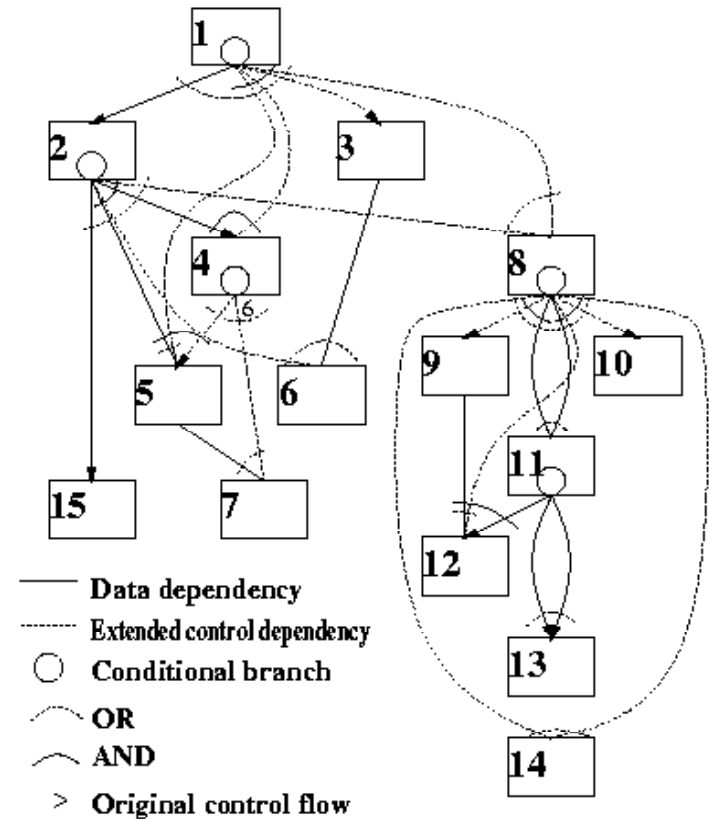 1
2
3
4
6
8
5
6
9
10
11
15
7
12
13
14
Data dependency
Extended control dependency
Conditional branch
OR
AND
> Original control flow